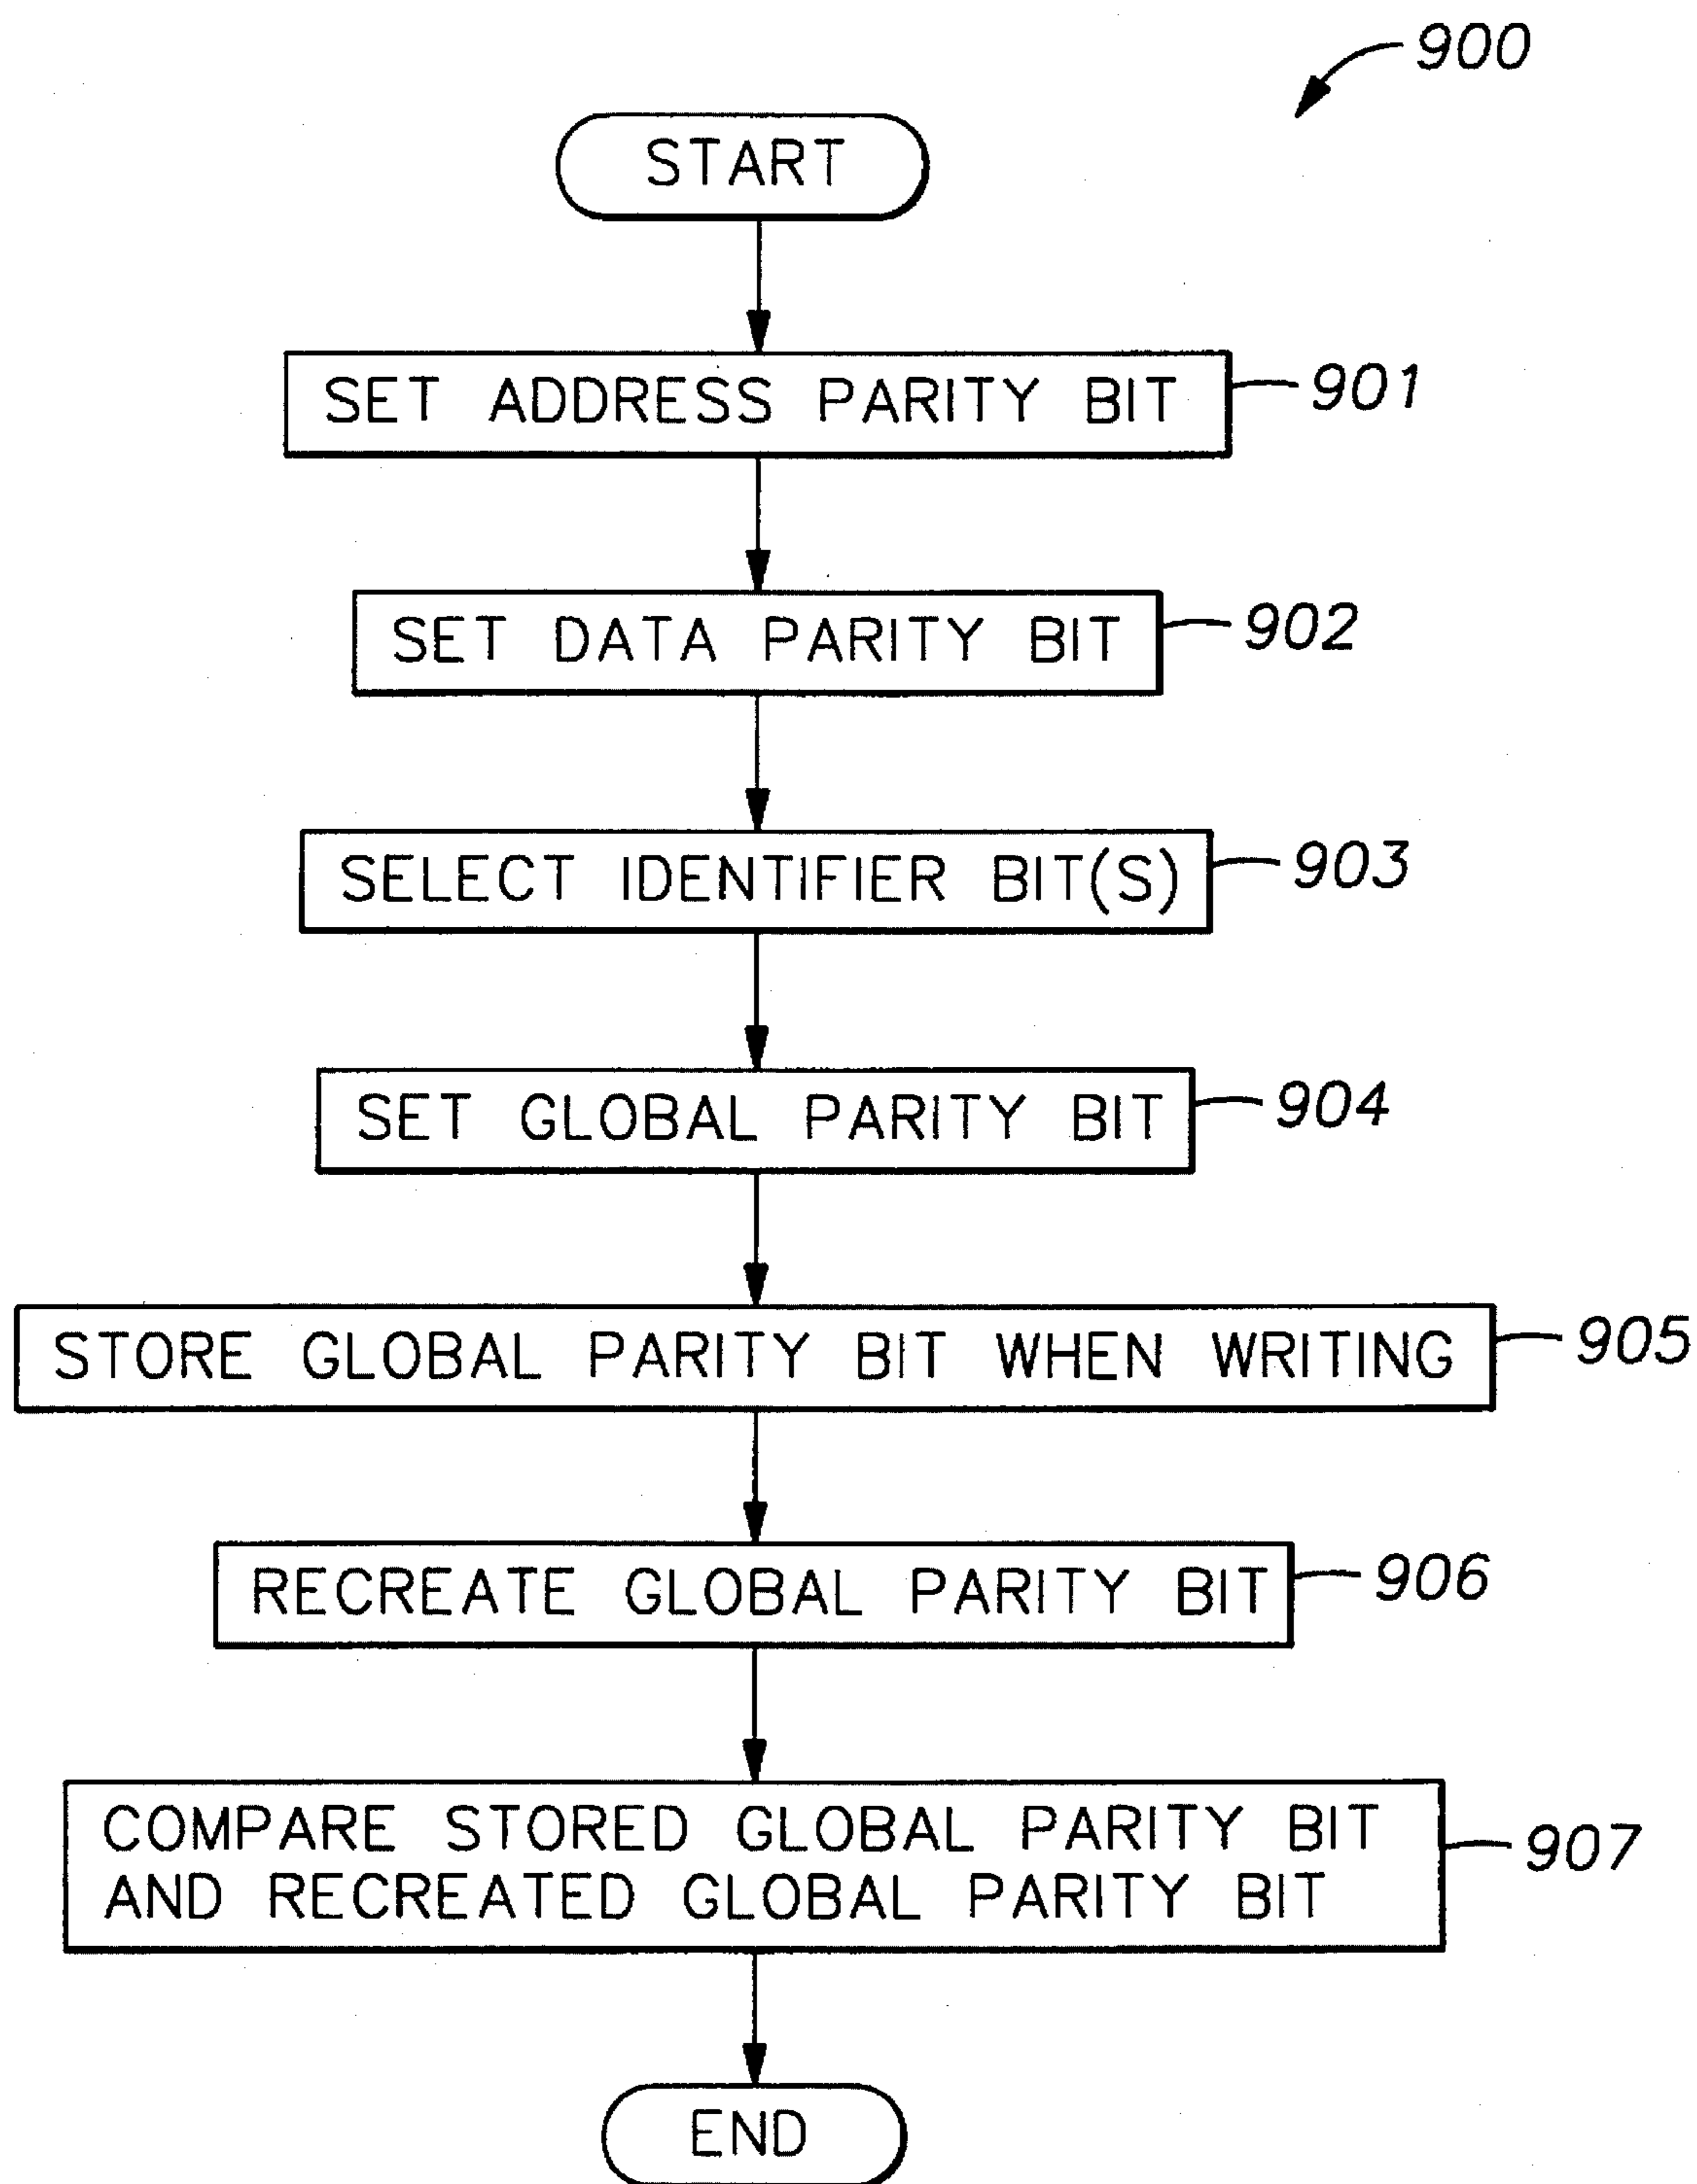 900
START
SET ADDRESS PARITY BIT
901
SET DATA PARITY BIT
902
SELECT IDENTIFIER BIT(S)
903
SET GLOBAL PARITY BIT
904
STORE GLOBAL PARITY BIT WHEN WRITING
905
RECREATE GLOBAL PARITY BIT
906
COMPARE STORED GLOBAL PARITY BIT
AND RECREATED GLOBAL PARITY BIT
907
END